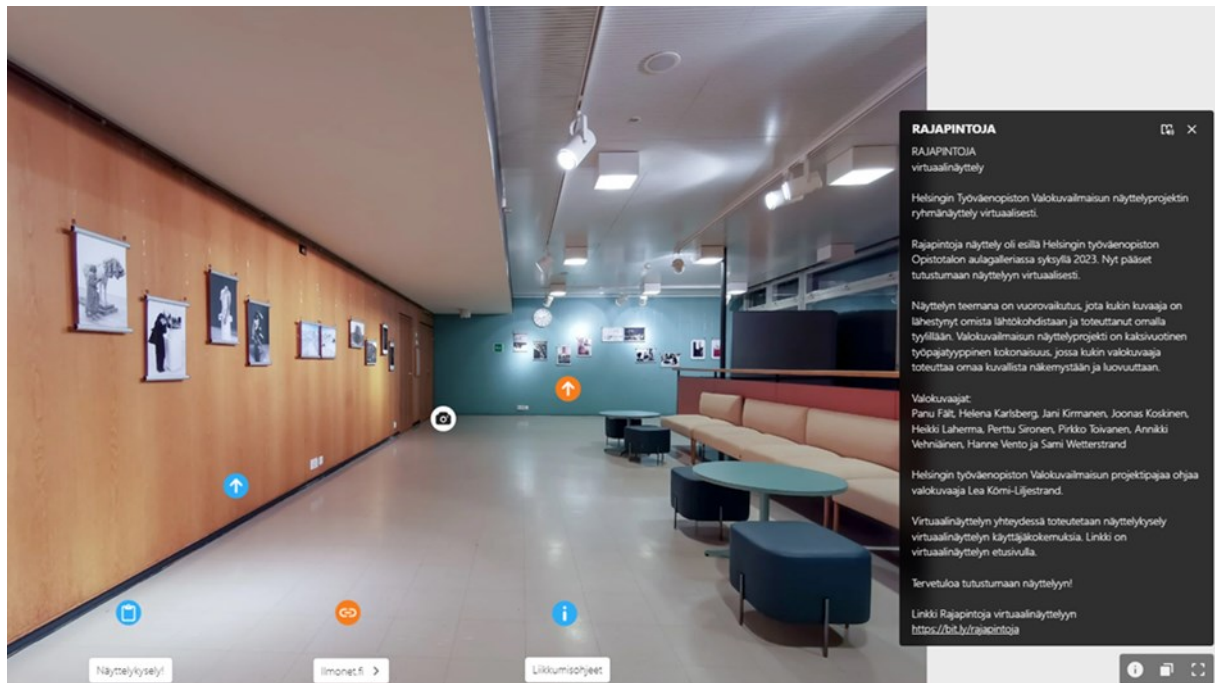 RAJAPINTOJA
RAJAPINTOJA
virtuaalinäyttely
Helsingin Työväenopiston Valokuvailmaisun näyttelyprojektin
ryhmänäyttely virtuaalisesti.
Rajapintoja näyttely oli esillä Helsingin työväenopiston
Opistotalon aulagalleriassa syksyllä 2023. Nyt pääset
tutustumaan näyttelyyn virtuaalisesti.
Näyttelyn teemana on vuorovaikutus, jota kukin kuvaaja on
lähestynyt omista lähtökohdistaan ja toteuttanut omalla
tyylillään. Valokuvailmaisun näyttelyprojekti on kaksivuotinen
työpajatyyppinen kokonaisuus, jossa kukin valokuvaaja
toteuttaa omaa kuvallista näkemystään ja luovuuttaan.
Valokuvaajat:
Panu Fält, Helena Karlsberg, Jani Kirmanen, Joonas Koskinen,
Heikki Laherma, Perttu Sironen, Pirkko Toivanen, Annikki
Vehniäinen, Hanne Vento ja Sami Wetterstrand
Helsingin työväenopiston Valokuvailmaisun projektipajaa ohjaa
valokuvaaja Lea Kömi-Liljestrand.
Virtuaalinäyttelyn yhteydessä toteutetaan näyttelykysely
virtuaalinäyttelyn käyttäjäkokemuksia. Linkki on
virtuaalinäyttelyn etusivulla.
Tervetuloa tutustumaan näyttelyyn!
Linkki Rajapintoja virtuaalinäyttelyyn
https://bit.ly/rajapintoja
Näyttelykysely!
Ilmonet.fi
Liikkumisohjeet